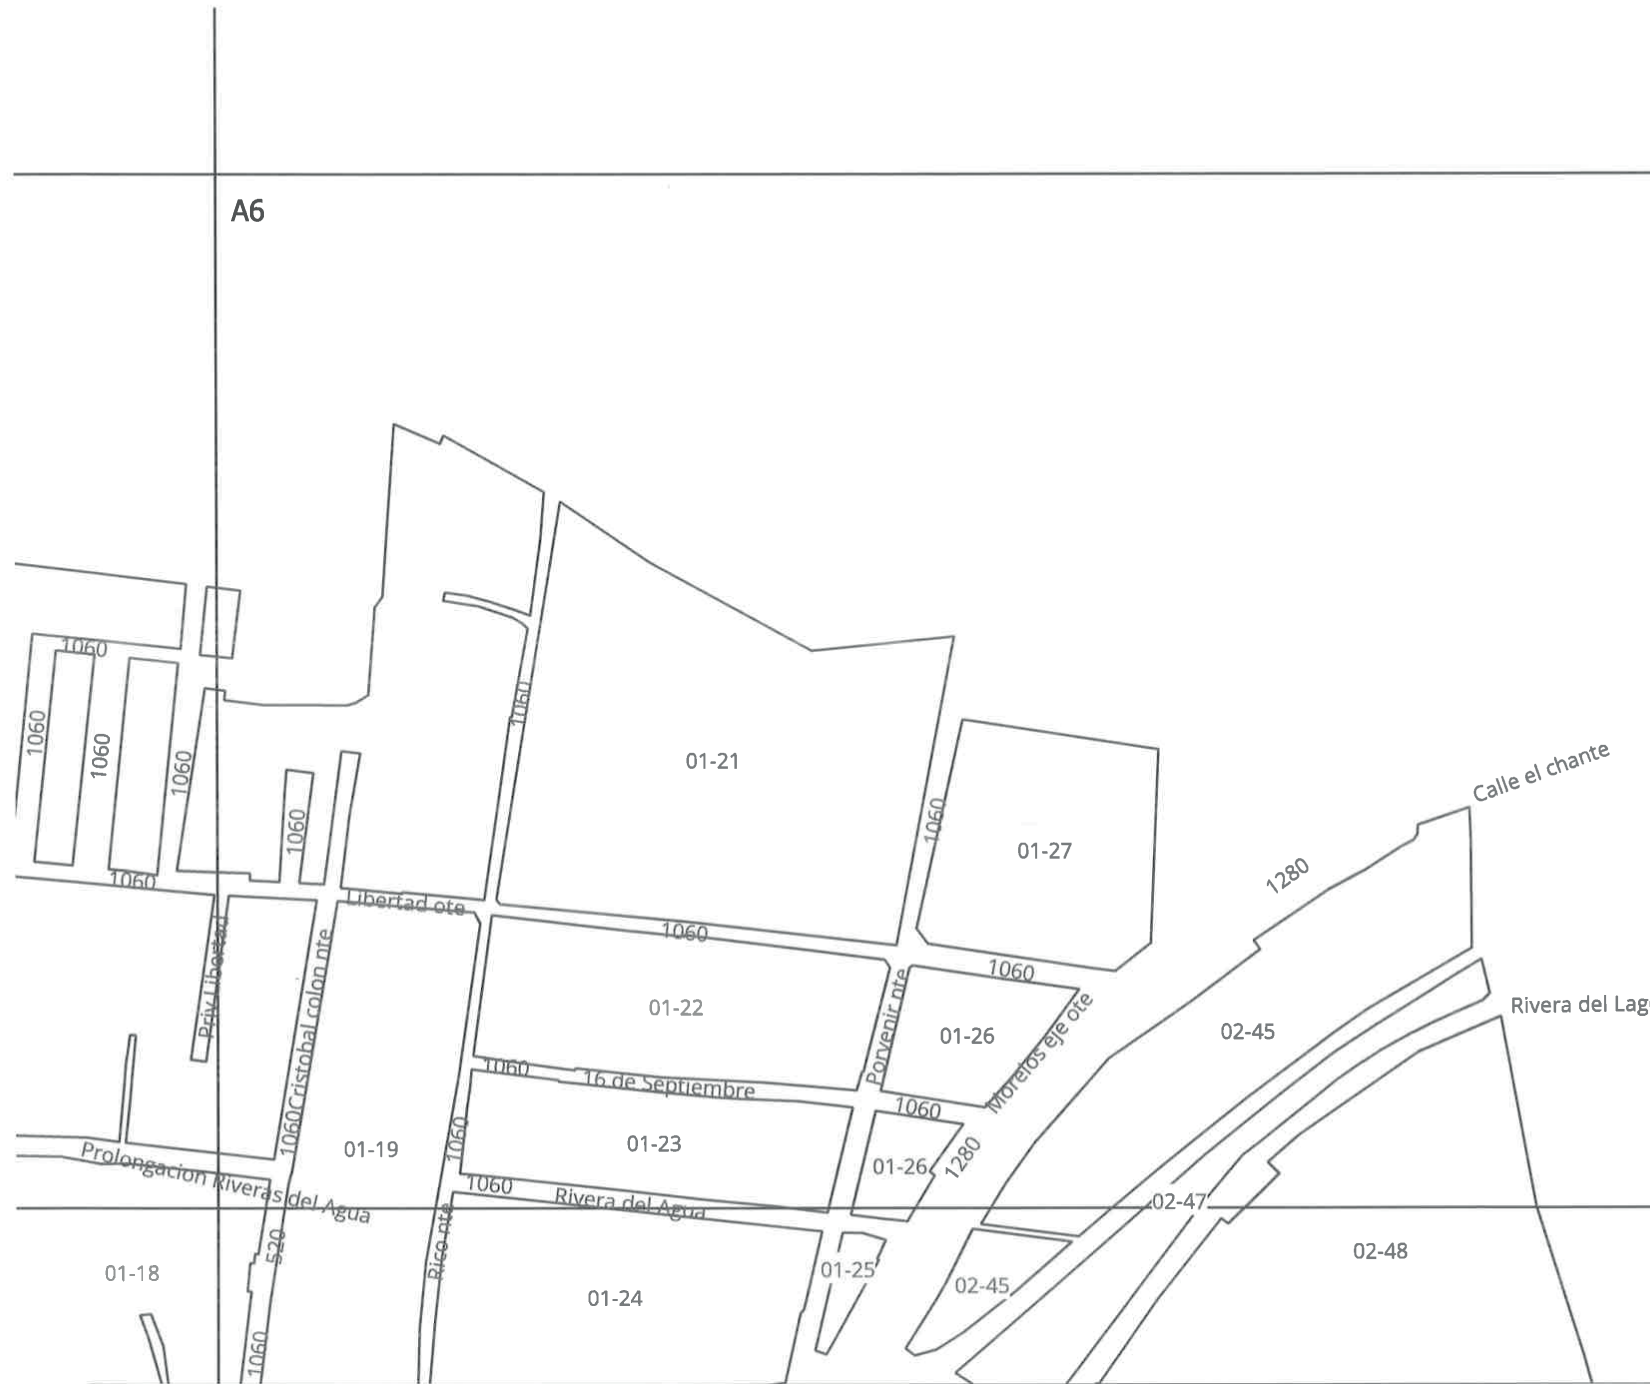 A6
1060
1060
1060
1060
1060
01-21
1060
1060
01-27
Calle el chante
1280
1060
Libertad ote
1060
1060
Priv Libertad
Cristobal colon nte
1060
01-22
Porvenir nte
01-26
Morelos eje ote
02-45
Rivera del Lag
1060
16 de Septiembre
1060
01-19
1060
01-23
01-26
1280
Prolongacion Riveras del Agua
1060
Rivera del Agua
02-47
520
Rico nte
01-18
01-24
01-25
02-45
02-48
1060